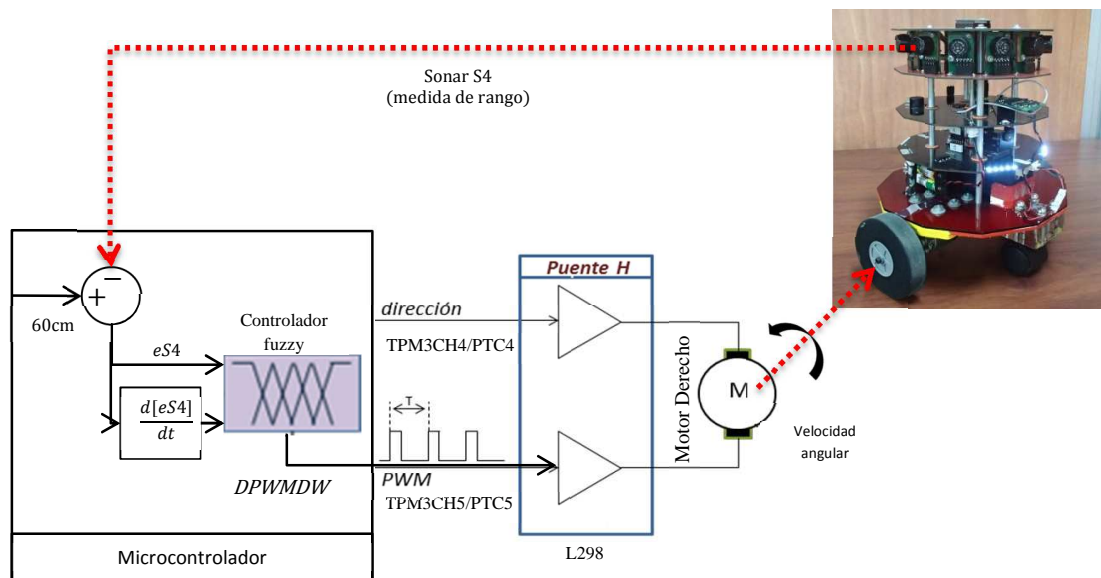 Sonar S4
(medida de rango)
−
+
60cm
eS4
d[eS4]
dt
Controlador
fuzzy
DPWMDW
Microcontrolador
dirección
TPM3CH4/PTC4
T
PWM
TPM3CH5/PTC5
Puente H
L298
Motor Derecho
M
Velocidad
angular